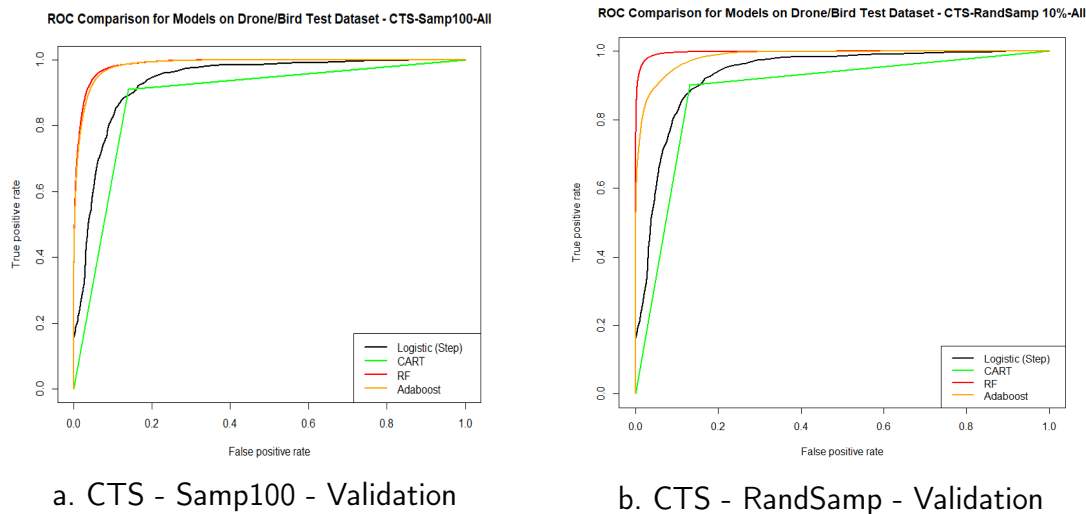 ROC Comparison for Models on Drone/Bird Test Dataset - CTS-Samp100-All
True positive rate
1.0
0.8
0.6
0.4
0.2
0.0
Logistic (Step)
CART
RF
Adaboost
0.0 0.2 0.4 0.6 0.8 1.0
False positive rate
a. CTS - Samp100 - Validation
ROC Comparison for Models on Drone/Bird Test Dataset - CTS-RandSamp 10%-All
True positive rate
1.0
0.8
0.6
0.4
0.2
0.0
Logistic (Step)
CART
RF
Adaboost
0.0 0.2 0.4 0.6 0.8 1.0
False positive rate
b. CTS - RandSamp - Validation